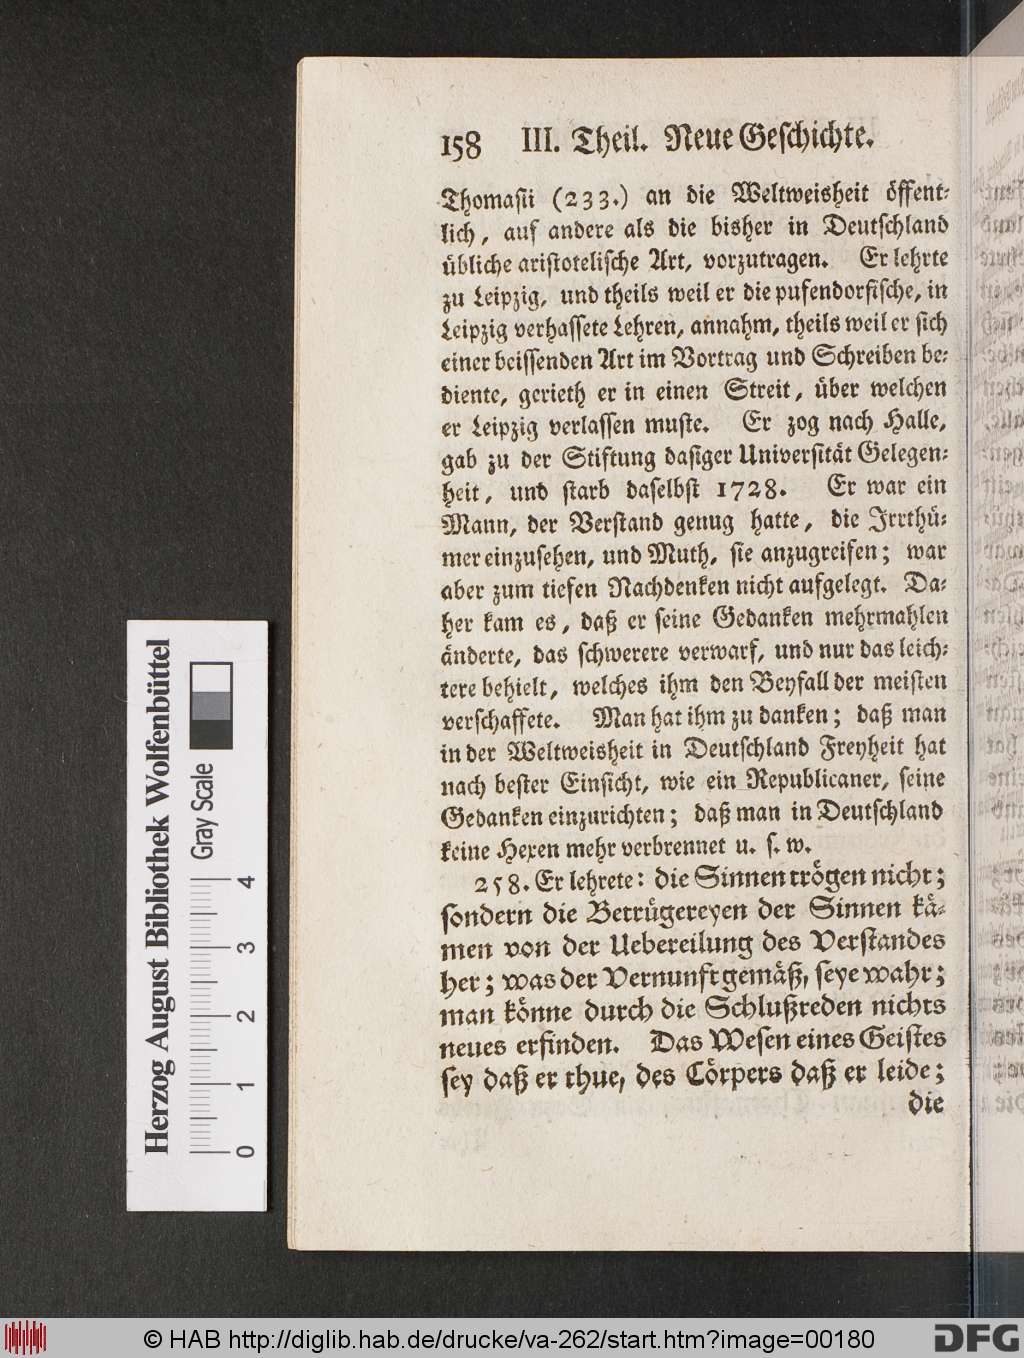 158 III. Theil. Neue Geschichte.
Thomasii (233.) an die Weltweisheit öffent-
lich, auf andere als die bisher in Deutschland
übliche aristotelische Art, vorzutragen. Er lehrte
zu Leipzig, und theils weil er die pufendorfische, in
Leipzig verhassete Lehren, annahm, theils weil er sich
einer beissenden Art im Vortrag und Schreiben be-
diente, gerieth er in einen Streit, über welchen
er Leipzig verlassen muste. Er zog nach Halle,
gab zu der Stiftung dasiger Universität Gelegen-
heit, und starb daselbst 1728. Er war ein
Mann, der Verstand genug hatte, die Irrthü-
mer einzusehen, und Muth, sie anzugreifen; war
aber zum tiefen Nachdenken nicht aufgelegt. Da-
her kam es, daß er seine Gedanken mehrmahlen
änderte, das schwerere verwarf, und nur das leich-
tere behielt, welches ihm den Beyfall der meisten
verschaffete. Man hat ihm zu danken; daß man
in der Weltweisheit in Deutschland Freyheit hat
nach bester Einsicht, wie ein Republicaner, seine
Gedanken einzurichten; daß man in Deutschland
keine Hexen mehr verbrennet u. s. w.
258. Er lehrete: die Sinnen trögen nicht;
sondern die Betrügereyen der Sinnen kä-
men von der Uebereilung des Verstandes
her; was der Vernunft gemäß, seye wahr;
man könne durch die Schlußreden nichts
neues erfinden. Das Wesen eines Geistes
sey daß er thue, des Cörpers daß er leide;
die
Herzog August Bibliothek Wolfenbüttel
Gray Scale
0 1 2 3 4
© HAB http://diglib.hab.de/drucke/va-262/start.htm?image=00180
DFG